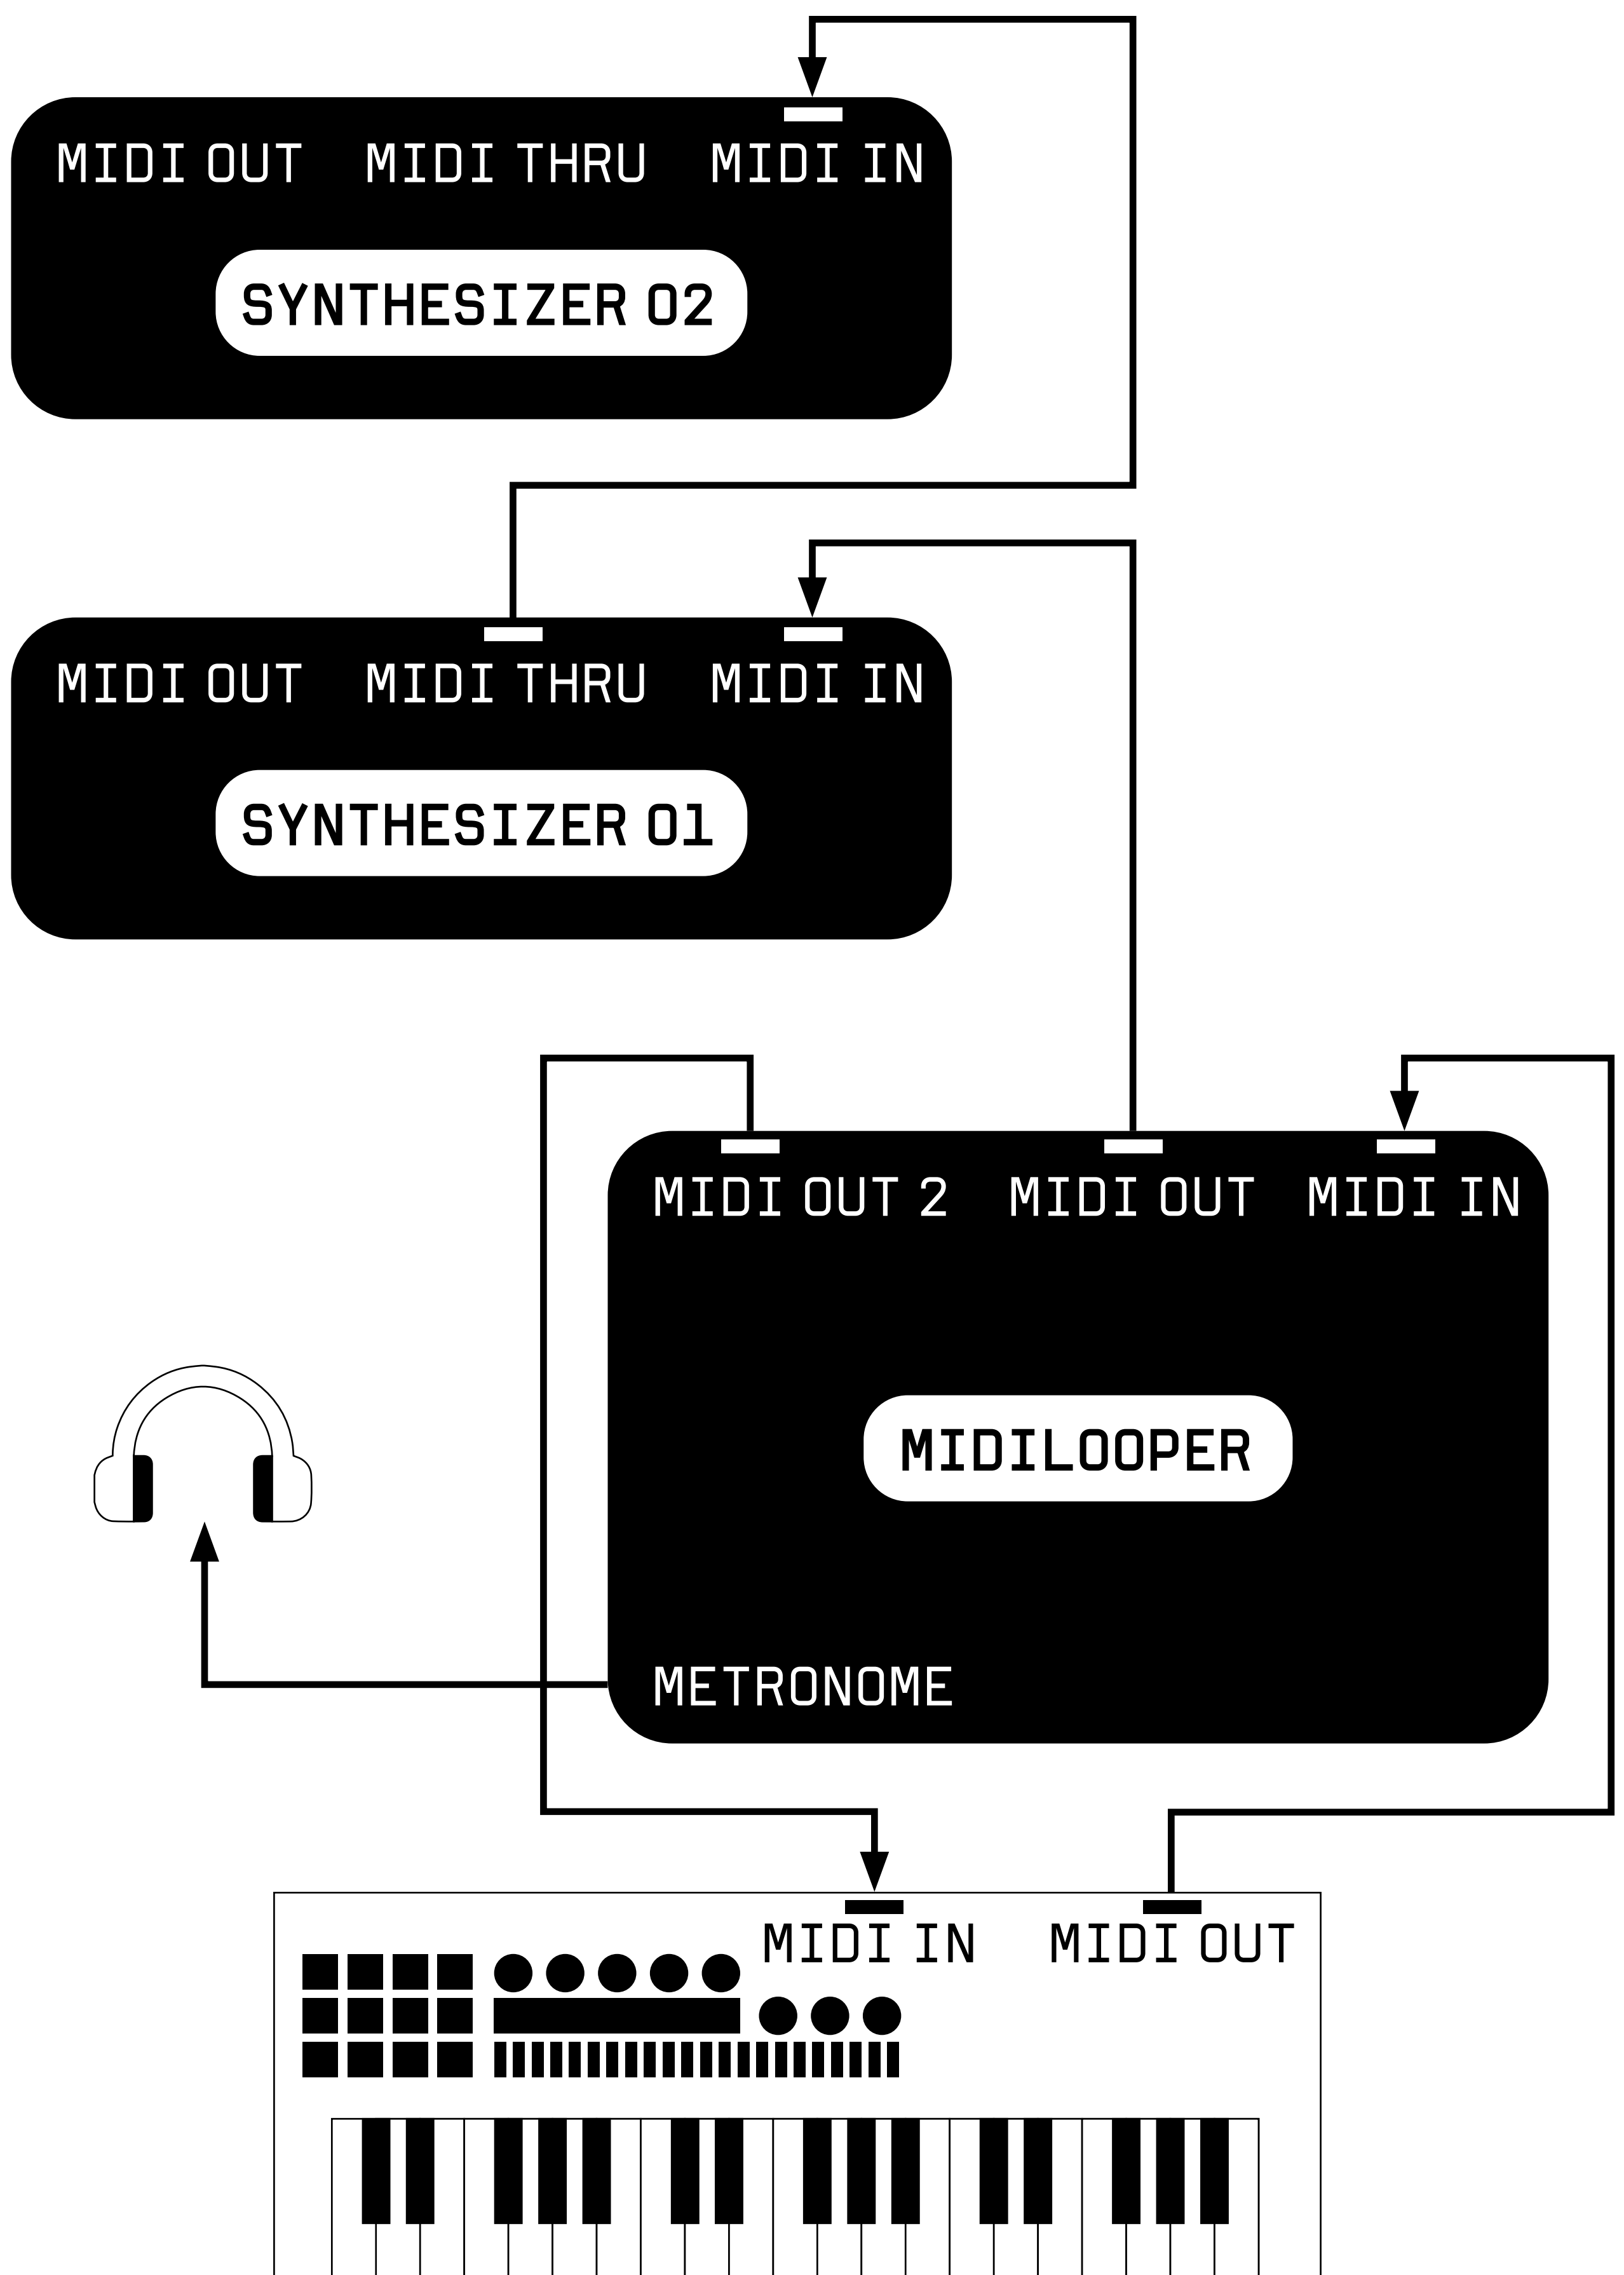 MIDI OUT MIDI THRU MIDI IN
SYNTHESIZER 02
MIDI OUT MIDI THRU MIDI IN
SYNTHESIZER 01
MIDI OUT 2 MIDI OUT MIDI IN
MIDILOOPER
METRONOME
MIDI IN MIDI OUT